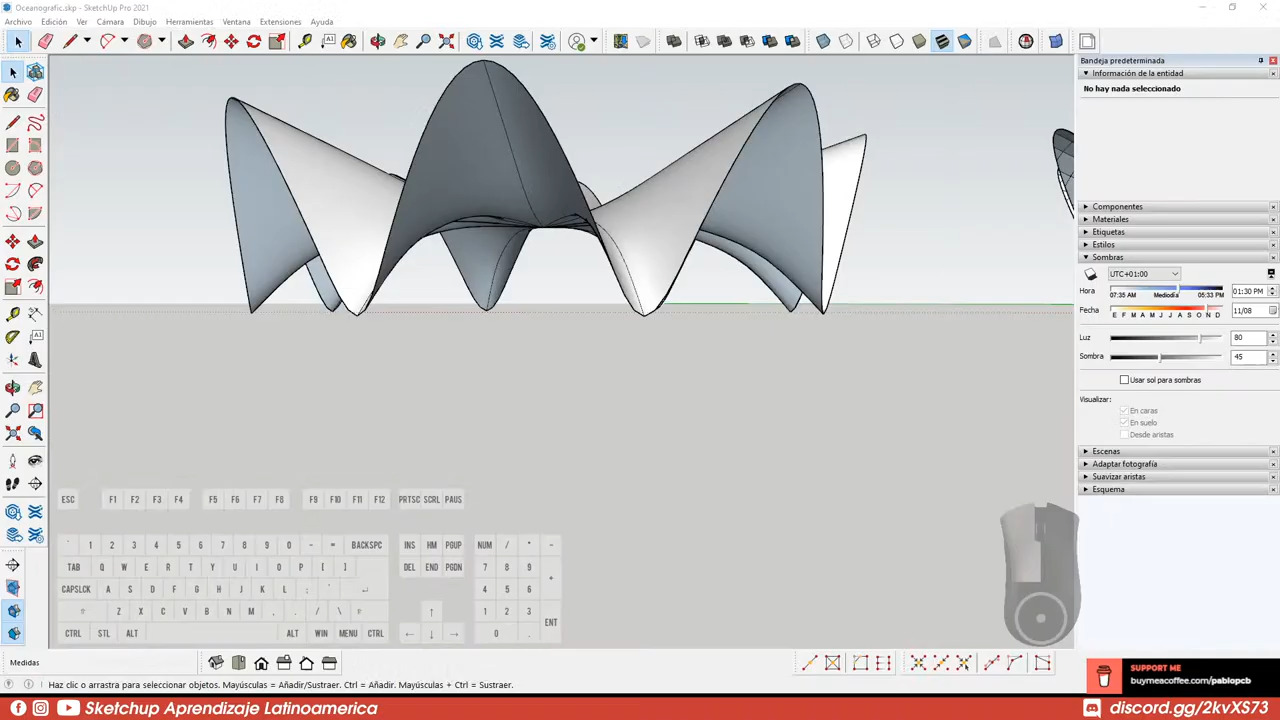 Oceanografic.skp - SketchUp Pro 2021
Archivo Edición Ver Cámara Dibujo Herramientas Ventana Extensiones Ayuda
Bandeja predeterminada
Información de la entidad
No hay nada seleccionado
Componentes
Materiales
Etiquetas
Estilos
Sombras
UTC+01:00
Hora 07:35 AM Mediodía 05:33 PM 01:30 PM
Fecha E F M A M J J A S O N D 11/08
Luz 80
Sombra 45
Usar sol para sombras
Visualizar:
En caras
En suelo
Desde aristas
Escenas
Adaptar fotografía
Suavizar aristas
Esquema
ESC F1 F2 F3 F4 F5 F6 F7 F8 F9 F10 F11 F12 PRTSC SCRL PAUS
` 1 2 3 4 5 6 7 8 9 0 - = BACKSPC INS HM PGUP NUM / * -
TAB Q W E R T Y U I O P [ ] DEL END PGDN 7 8 9 +
CAPSLCK A S D F G H J K L ; ' 4 5 6
Z X C V B N M , . / \ 1 2 3 ENT
CTRL STL ALT ALT WIN MENU CTRL 0 .
Medidas
Haz clic o arrastra para seleccionar objetos. Mayúsculas = Añadir/Sustraer. Ctrl = Añadir. Mayúsculas + Ctrl = Sustraer.
SUPPORT ME
buymeacoffee.com/pablopcb
Sketchup Aprendizaje Latinoamerica
discord.gg/2kvXS73